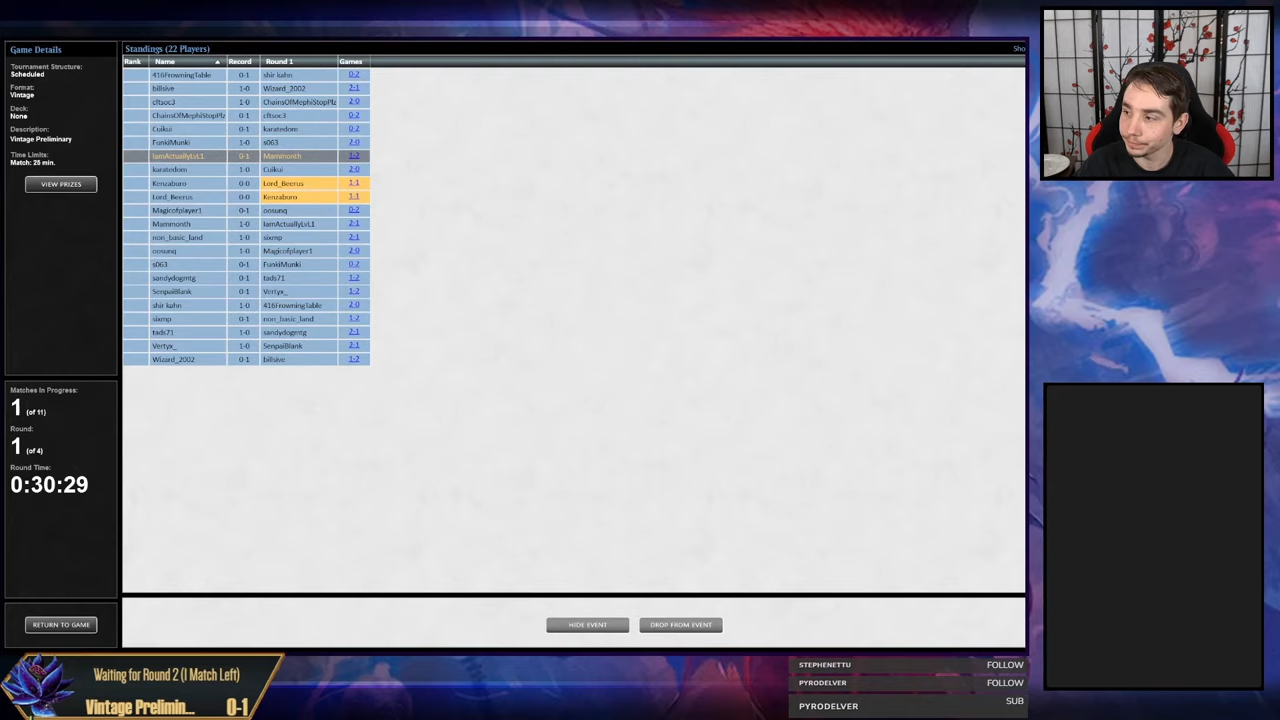 Game Details
Tournament Structure:
Scheduled
Format:
Vintage
Deck:
None
Description:
Vintage Preliminary
Time Limits:
Match: 25 min.
VIEW PRIZES
Matches In Progress:
1 (of 11)
Round:
1 (of 4)
Round Time:
0:30:29
RETURN TO GAME
Standings (22 Players)
Sho
Rank Name Record Round 1 Games
416FrowningTable 0-1 shir kahn 0-2
billsive 1-0 Wizard_2002 2-1
cftsoc3 1-0 ChainsOfMephiStopPlz 2-0
ChainsOfMephiStopPlz 0-1 cftsoc3 0-2
Cuikui 0-1 karatedom 0-2
FunkiMunki 1-0 s063 2-0
IamActuallyLvL1 0-1 Mammonth 1-2
karatedom 1-0 Cuikui 2-0
Kenzaburo 0-0 Lord_Beerus 1-1
Lord_Beerus 0-0 Kenzaburo 1-1
Magicofplayer1 0-1 oosunq 0-2
Mammonth 1-0 IamActuallyLvL1 2-1
non_basic_land 1-0 sixmp 2-1
oosunq 1-0 Magicofplayer1 2-0
s063 0-1 FunkiMunki 0-2
sandydogmtg 0-1 tads71 1-2
SenpaiBlank 0-1 Vertyx_ 1-2
shir kahn 1-0 416FrowningTable 2-0
sixmp 0-1 non_basic_land 1-2
tads71 1-0 sandydogmtg 2-1
Vertyx_ 1-0 SenpaiBlank 2-1
Wizard_2002 0-1 billsive 1-2
HIDE EVENT
DROP FROM EVENT
Waiting for Round 2 (1 Match Left)
Vintage Prelimin... 0-1
STEPHENETTU FOLLOW
PYRODELVER FOLLOW
PYRODELVER SUB